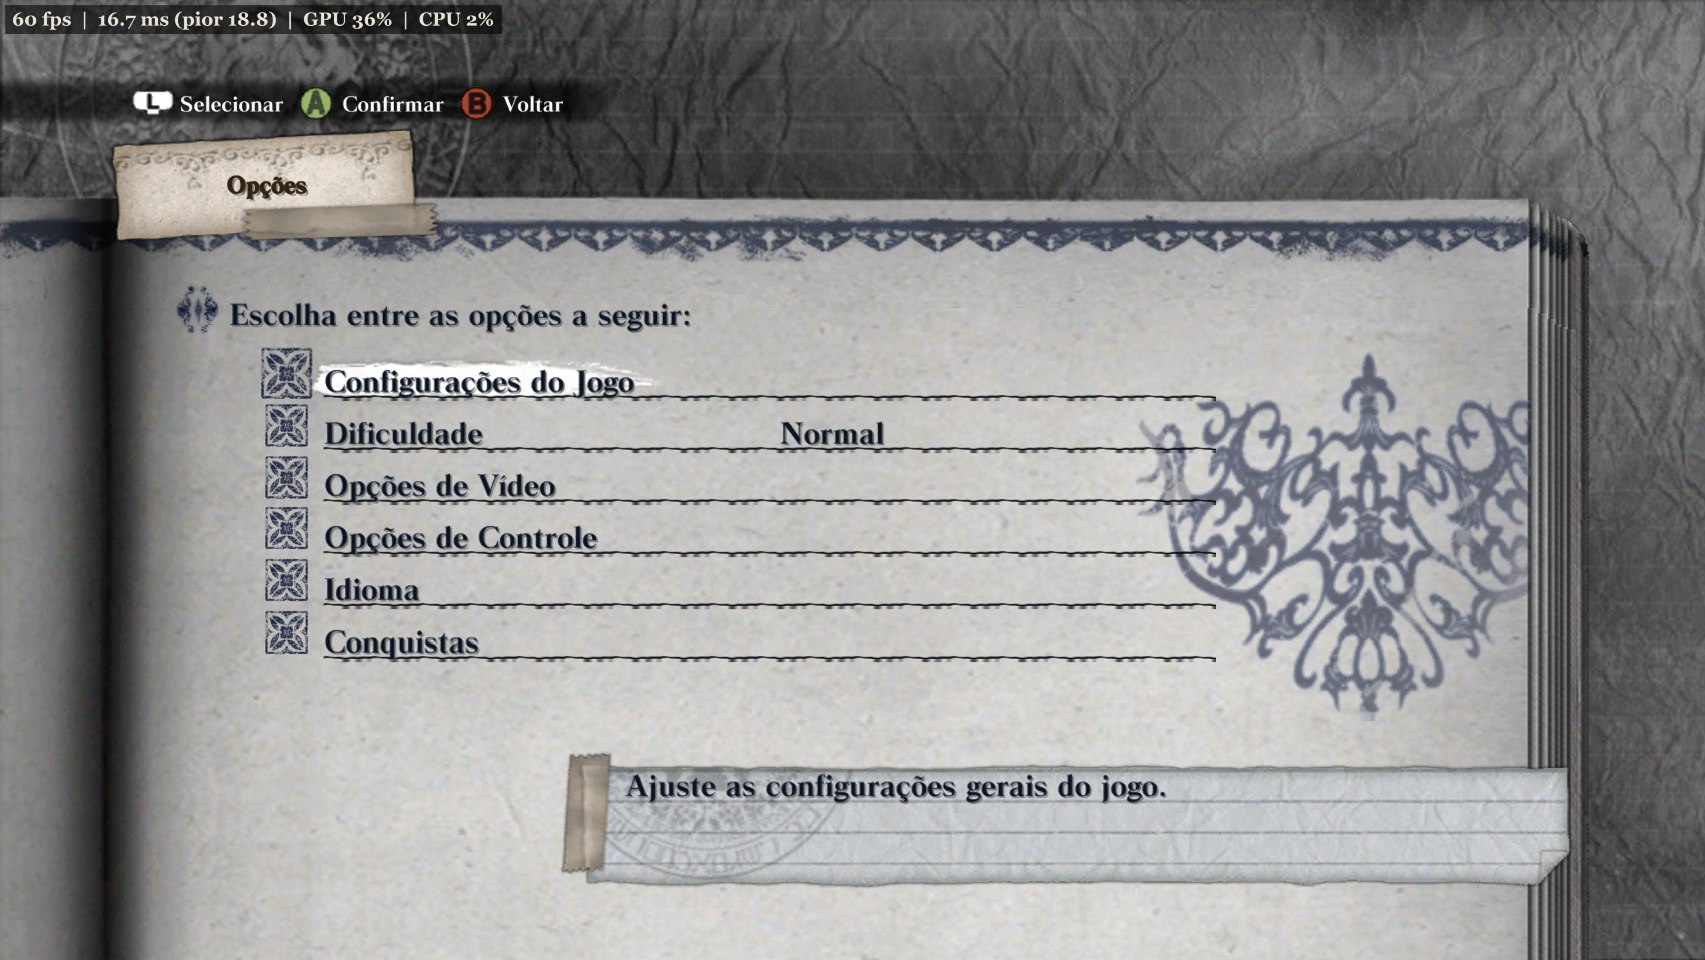 60 fps | 16.7 ms (pior 18.8) | GPU 36% | CPU 2%
L Selecionar A Confirmar B Voltar
Opções
Escolha entre as opções a seguir:
Configurações do Jogo
Dificuldade Normal
Opções de Vídeo
Opções de Controle
Idioma
Conquistas
Ajuste as configurações gerais do jogo.